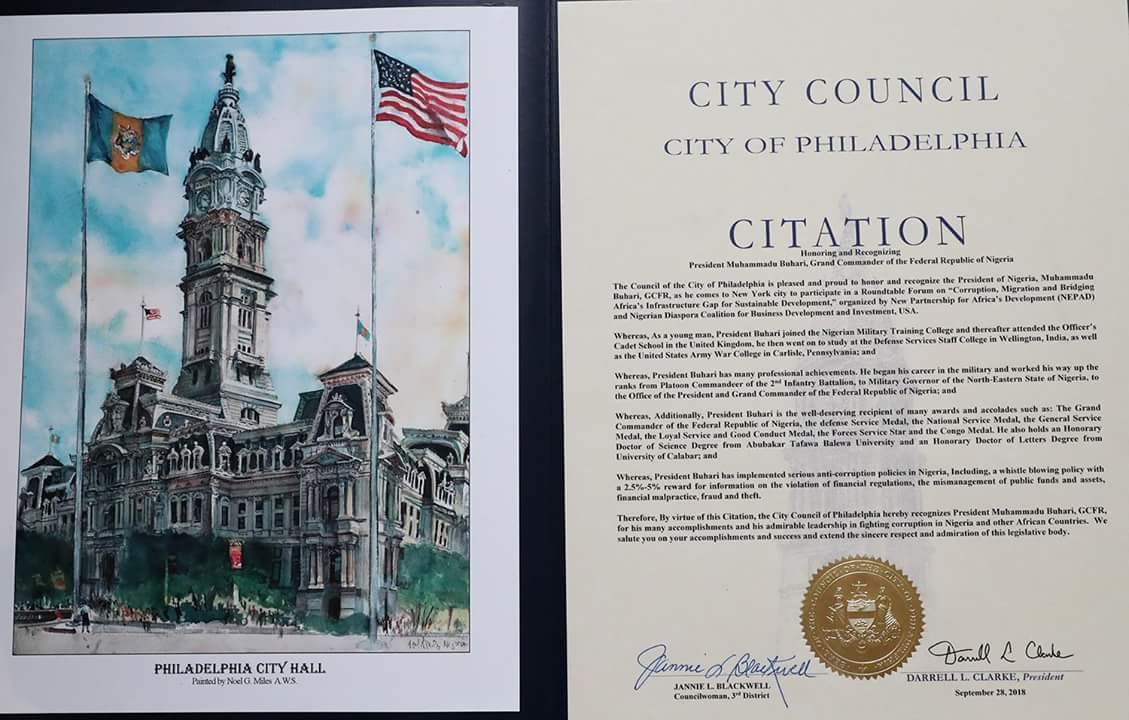 PHILADELPHIA CITY HALL
Painted by Noel G. Miles A.W.S.
CITY COUNCIL
CITY OF PHILADELPHIA
CITATION
Honoring and Recognizing
President Muhammadu Buhari, Grand Commander of the Federal Republic of Nigeria
The Council of the City of Philadelphia is pleased and proud to honor and recognize the President of Nigeria, Muhammadu
Buhari, GCFR, as he comes to New York city to participate in a Roundtable Forum on “Corruption, Migration and Bridging
Africa’s Infrastructure Gap for Sustainable Development,” organized by New Partnership for Africa’s Development (NEPAD)
and Nigerian Diaspora Coalition for Business Development and Investment, USA.
Whereas, As a young man, President Buhari joined the Nigerian Military Training College and thereafter attended the Officer’s
Cadet School in the United Kingdom, he then went on to study at the Defense Services Staff College in Wellington, India, as well
as the United States Army War College in Carlisle, Pennsylvania; and
Whereas, President Buhari has many professional achievements. He began his career in the military and worked his way up the
ranks from Platoon Commandeer of the 2nd Infantry Battalion, to Military Governor of the North-Eastern State of Nigeria, to
the Office of the President and Grand Commander of the Federal Republic of Nigeria; and
Whereas, Additionally, President Buhari is the well-deserving recipient of many awards and accolades such as: The Grand
Commander of the Federal Republic of Nigeria, the defense Service Medal, the National Service Medal, the General Service
Medal, the Loyal Service and Good Conduct Medal, the Forces Service Star and the Congo Medal. He also holds an Honorary
Doctor of Science Degree from Abubakar Tafawa Balewa University and an Honorary Doctor of Letters Degree from
University of Calabar; and
Whereas, President Buhari has implemented serious anti-corruption policies in Nigeria, Including, a whistle blowing policy with
a 2.5%-5% reward for information on the violation of financial regulations, the mismanagement of public funds and assets,
financial malpractice, fraud and theft.
Therefore, By virtue of this Citation, the City Council of Philadelphia hereby recognizes President Muhammadu Buhari, GCFR,
for his many accomplishments and his admirable leadership in fighting corruption in Nigeria and other African Countries. We
salute you on your accomplishments and success and extend the sincere respect and admiration of this legislative body.
Jannie L Blackwell
JANNIE L. BLACKWELL
Councilwoman, 3rd District
Darrell L Clarke
DARRELL L. CLARKE, President
September 28, 2018